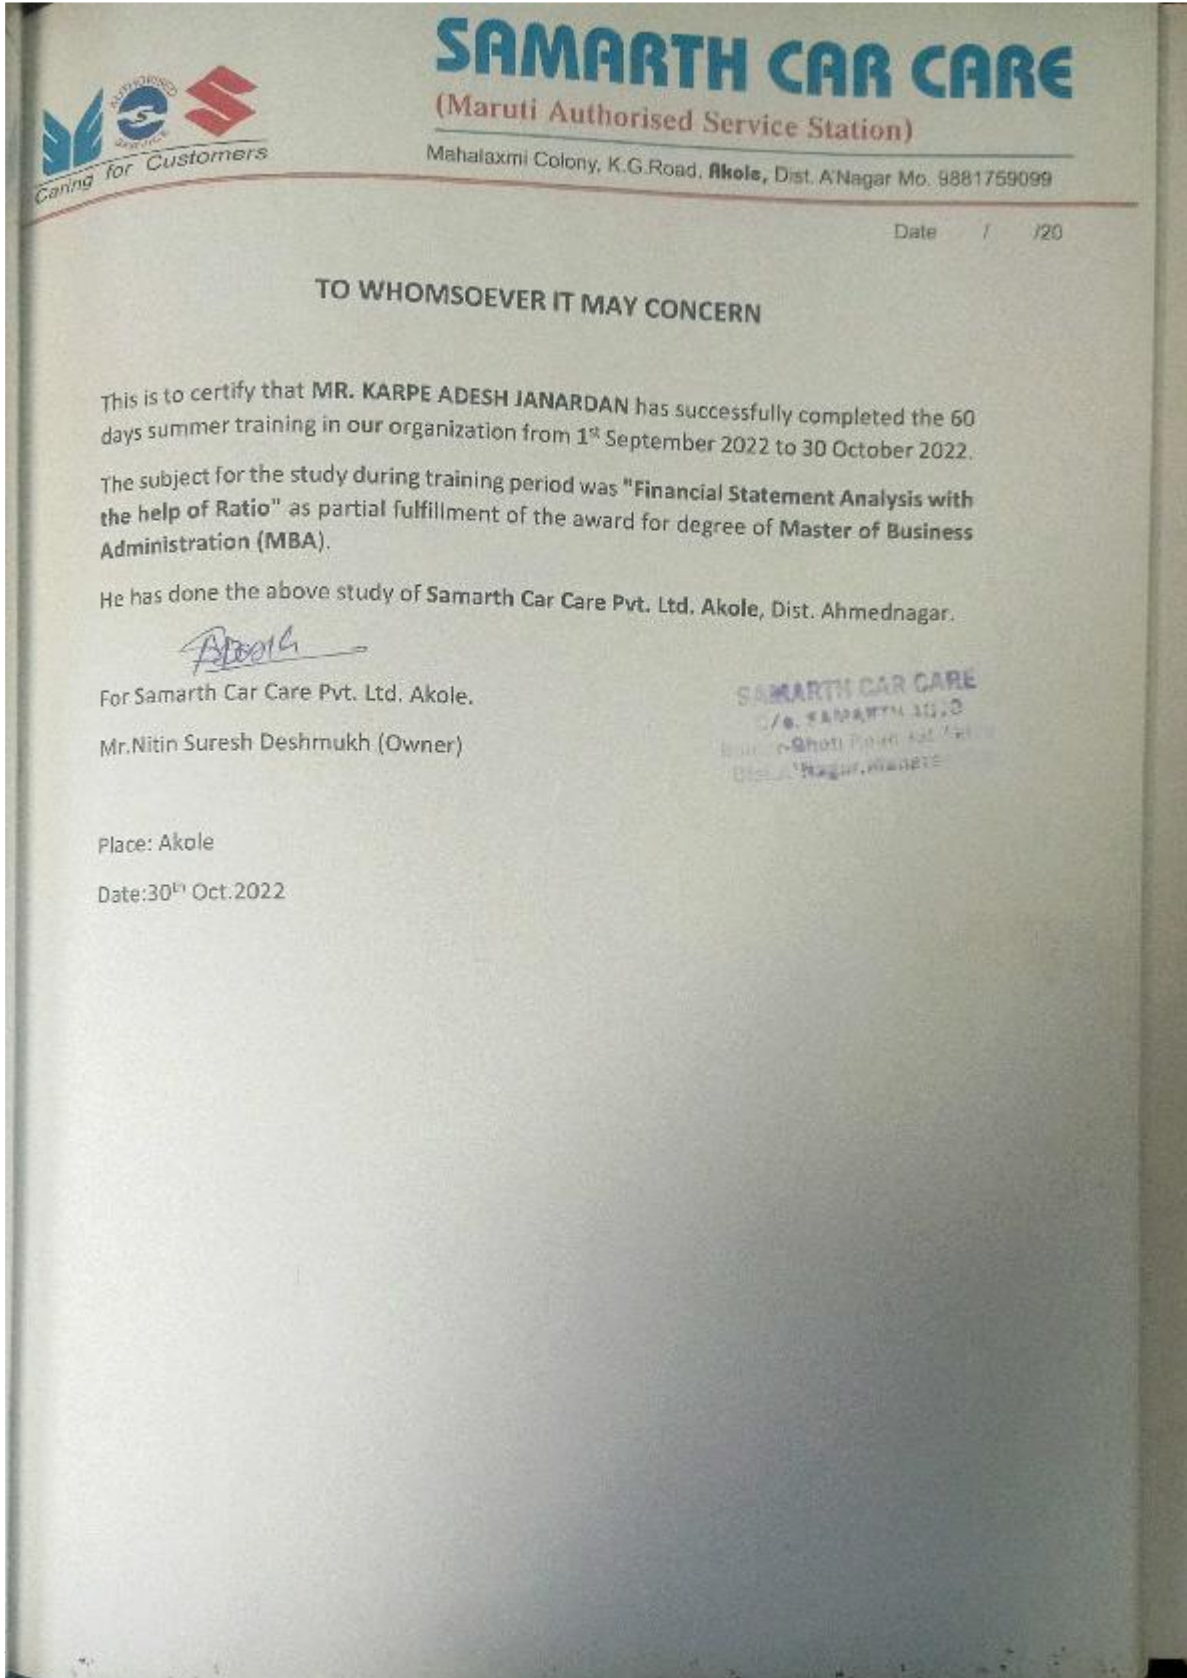 SAMARTH CAR CARE
(Maruti Authorised Service Station)
Mahalaxmi Colony, K.G.Road, Akole, Dist. A'Nagar Mo. 9881759099
AUTHORISED
S
SERVICE
Caring for Customers
Date / /20
TO WHOMSOEVER IT MAY CONCERN
This is to certify that MR. KARPE ADESH JANARDAN has successfully completed the 60
days summer training in our organization from 1st September 2022 to 30 October 2022.
The subject for the study during training period was "Financial Statement Analysis with
the help of Ratio" as partial fulfillment of the award for degree of Master of Business
Administration (MBA).
He has done the above study of Samarth Car Care Pvt. Ltd. Akole, Dist. Ahmednagar.
For Samarth Car Care Pvt. Ltd. Akole.
Mr.Nitin Suresh Deshmukh (Owner)
SAMARTH CAR CARE
Place: Akole
Date:30th Oct.2022